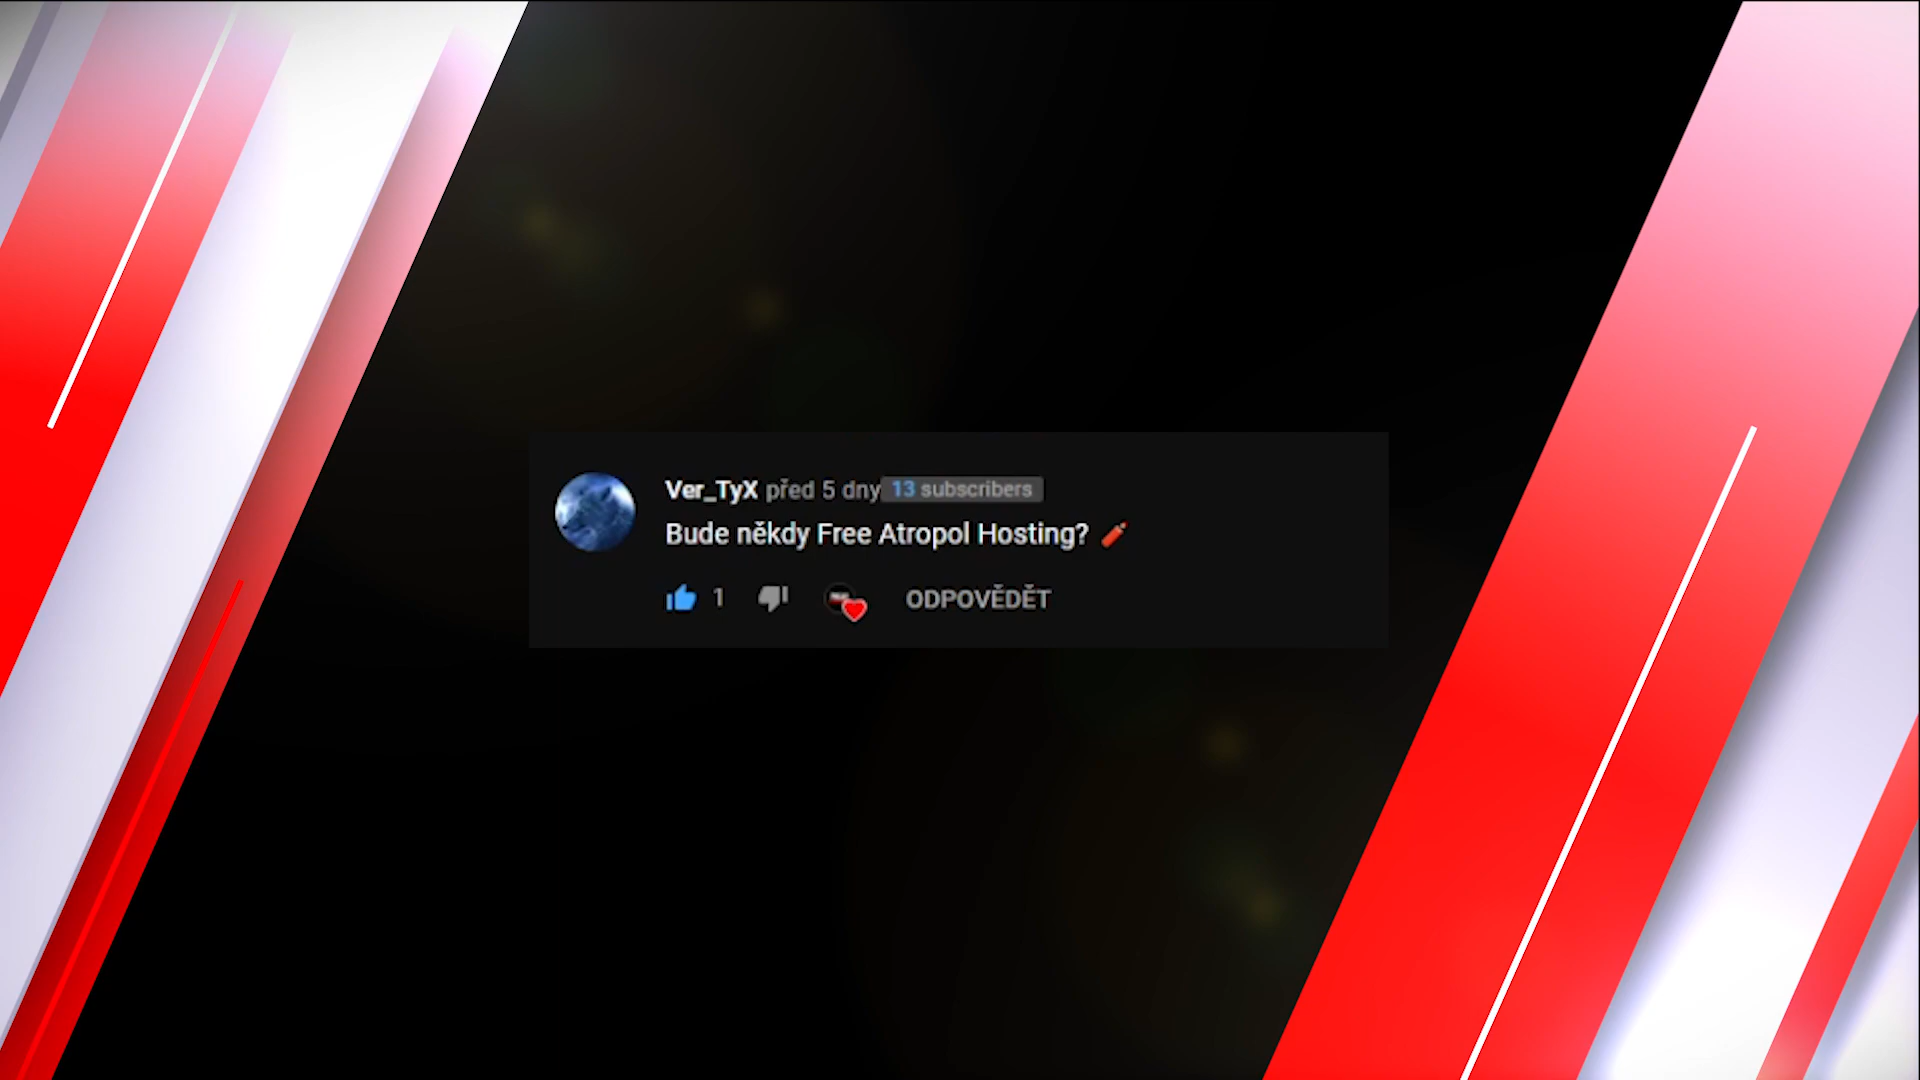 Ver_TyX před 5 dny 13 subscribers
Bude někdy Free Atropol Hosting?
1 ODPOVĚDĚT